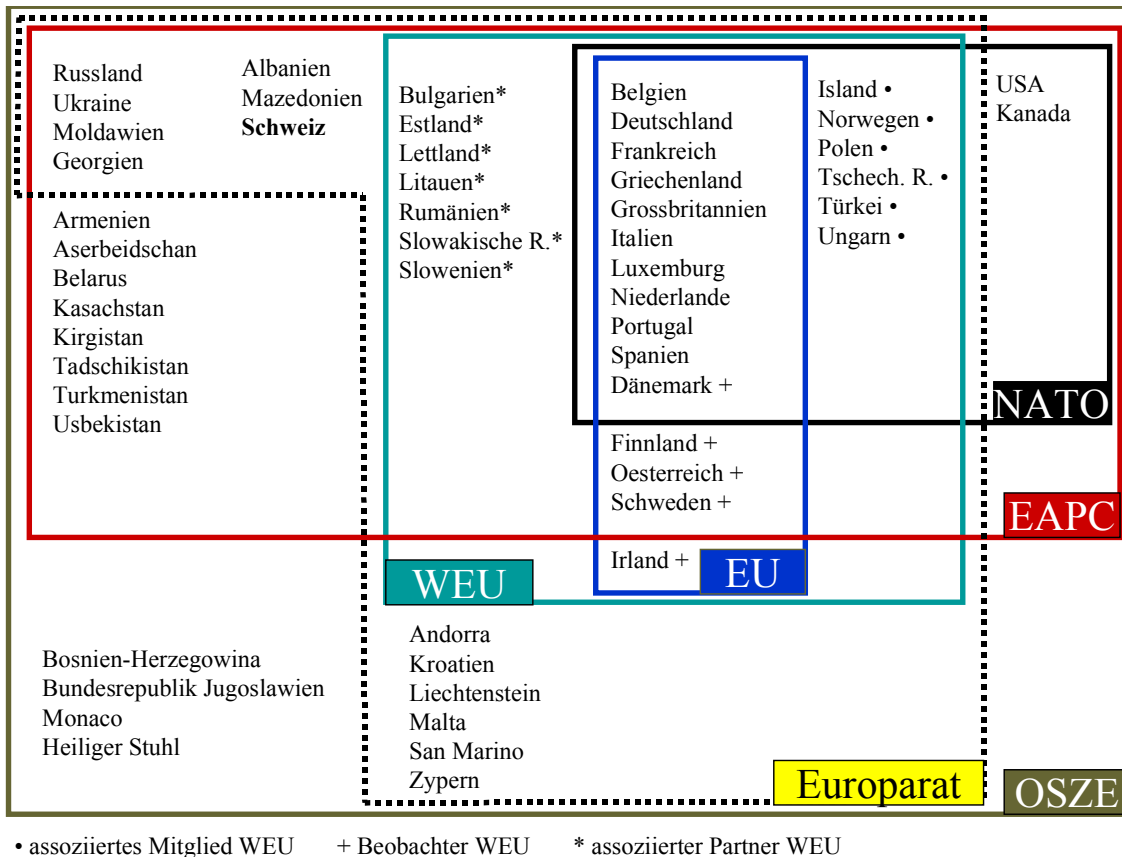 Russland
Ukraine
Moldawien
Georgien
Albanien
Mazedonien
Schweiz
Armenien
Aserbeidschan
Belarus
Kasachstan
Kirgistan
Tadschikistan
Turkmenistan
Usbekistan
Bulgarien*
Estland*
Lettland*
Litauen*
Rumänien*
Slowakische R.*
Slowenien*
Belgien
Deutschland
Frankreich
Griechenland
Grossbritannien
Italien
Luxemburg
Niederlande
Portugal
Spanien
Dänemark +
Finnland +
Oesterreich +
Schweden +
Irland +
Island •
Norwegen •
Polen •
Tschech. R. •
Türkei •
Ungarn •
USA
Kanada
NATO
EAPC
EU
WEU
Bosnien-Herzegowina
Bundesrepublik Jugoslawien
Monaco
Heiliger Stuhl
Andorra
Kroatien
Liechtenstein
Malta
San Marino
Zypern
Europarat
OSZE
• assoziiertes Mitglied WEU + Beobachter WEU * assoziierter Partner WEU